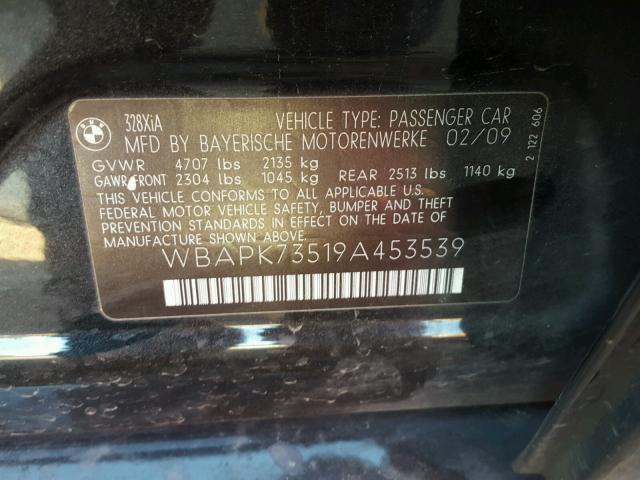 BMW
328XiA VEHICLE TYPE: PASSENGER CAR
MFD BY BAYERISCHE MOTORENWERKE 02/09
GVWR 4707 lbs 2135 kg
GAWR FRONT 2304 lbs 1045 kg REAR 2513 lbs 1140 kg
THIS VEHICLE CONFORMS TO ALL APPLICABLE U.S.
FEDERAL MOTOR VEHICLE SAFETY, BUMPER AND THEFT
PREVENTION STANDARDS IN EFFECT ON THE DATE OF
MANUFACTURE SHOWN ABOVE.
WBAPK73519A453539
2 122 606